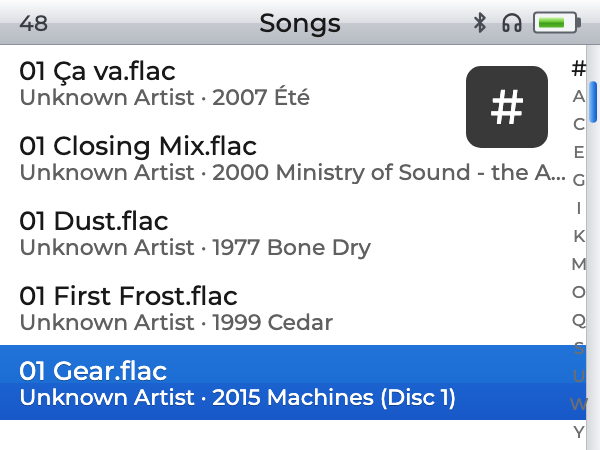 48
Songs
01 Ça va.flac
Unknown Artist · 2007 Été
#
01 Closing Mix.flac
Unknown Artist · 2000 Ministry of Sound - the A...
01 Dust.flac
Unknown Artist · 1977 Bone Dry
01 First Frost.flac
Unknown Artist · 1999 Cedar
01 Gear.flac
Unknown Artist · 2015 Machines (Disc 1)
#
A
C
E
G
I
K
M
O
Q
S
U
W
Y